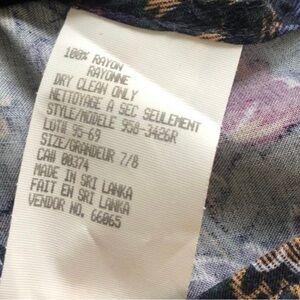 100% RAYON
RAYONNE
DRY CLEAN ONLY
NETTOYAGE A SEC SEULEMENT
STYLE/MODELE 958-3426R
LOT# 95-69
SIZE/GRANDEUR 7/8
CA# 00374
MADE IN SRI LANKA
FAIT EN SRI LANKA
VENDOR NO. 66065